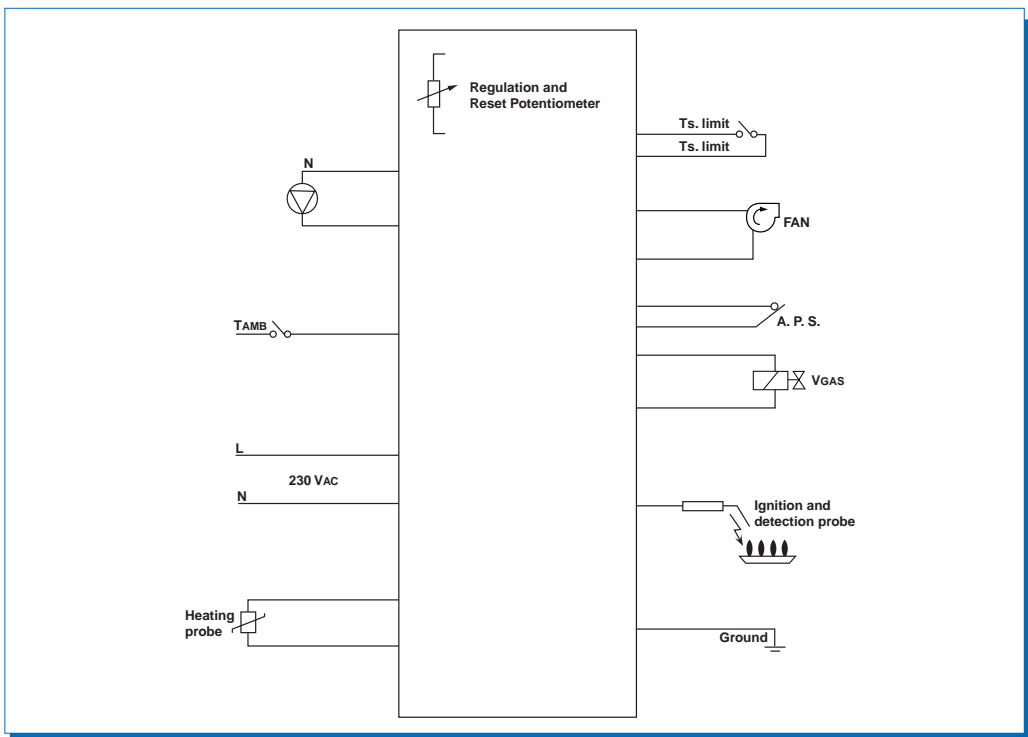 Regulation and
Reset Potentiometer
Ts. limit
Ts. limit
N
FAN
TAMB
A. P. S.
VGAS
L
230 VAC
N
Ignition and
detection probe
Heating
probe
Ground